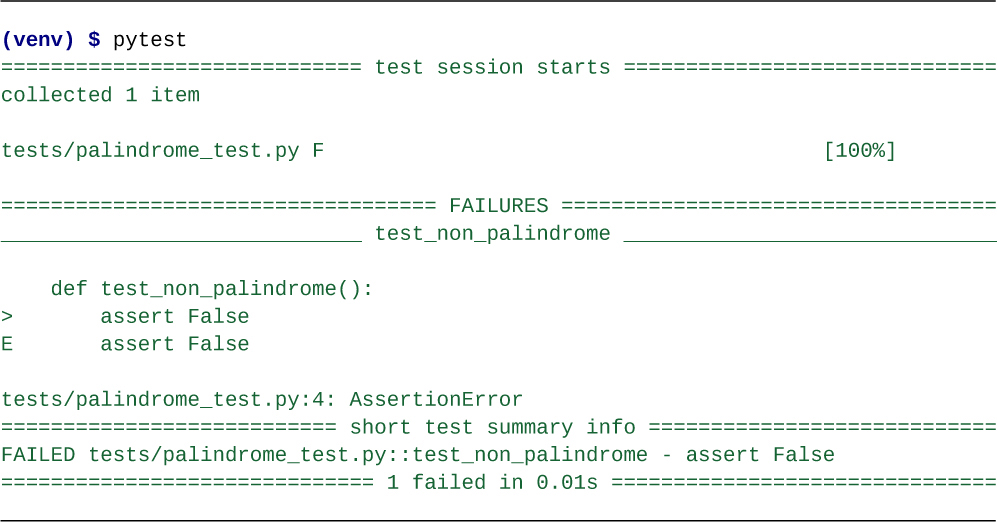 (venv) $ pytest
============================= test session starts ==============================
collected 1 item
tests/palindrome_test.py F [100%]
=================================== FAILURES ===================================
_____________________________ test_non_palindrome ______________________________
def test_non_palindrome():
> assert False
E assert False
tests/palindrome_test.py:4: AssertionError
=========================== short test summary info ============================
FAILED tests/palindrome_test.py::test_non_palindrome - assert False
============================== 1 failed in 0.01s ===============================